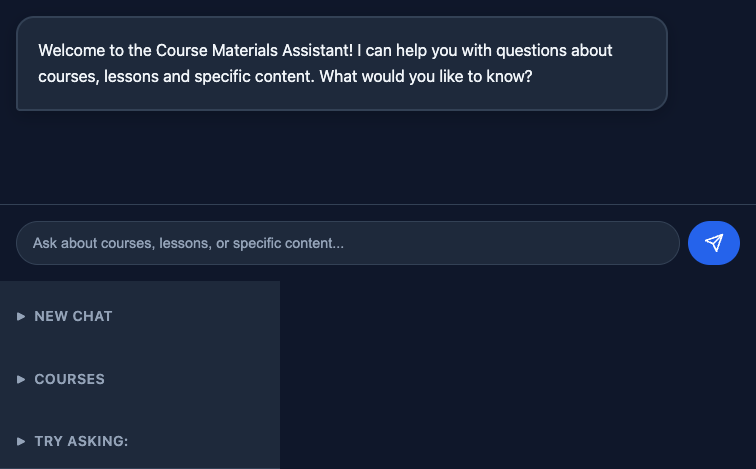 Welcome to the Course Materials Assistant! I can help you with questions about
courses, lessons and specific content. What would you like to know?
Ask about courses, lessons, or specific content...
▶ NEW CHAT
▶ COURSES
▶ TRY ASKING: